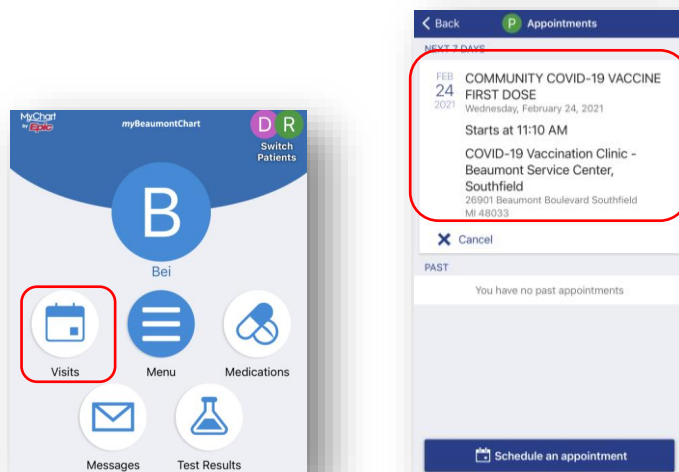 MyChart
by Epic
myBeaumontChart
D R
Switch
Patients
B
Bei
Visits
Menu
Medications
Messages
Test Results
Back
P Appointments
NEXT 7 DAYS
FEB
24
2021
COMMUNITY COVID-19 VACCINE
FIRST DOSE
Wednesday, February 24, 2021
Starts at 11:10 AM
COVID-19 Vaccination Clinic -
Beaumont Service Center,
Southfield
26901 Beaumont Boulevard Southfield
MI 48033
Cancel
PAST
You have no past appointments
Schedule an appointment